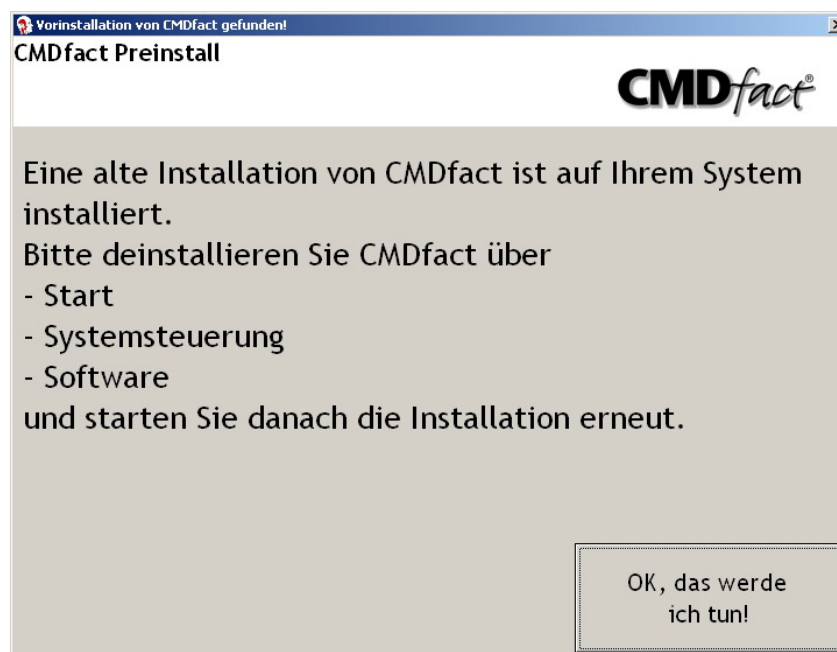 Vorinstallation von CMDfact gefunden!
CMDfact Preinstall
CMDfact®
Eine alte Installation von CMDfact ist auf Ihrem System
installiert.
Bitte deinstallieren Sie CMDfact über
- Start
- Systemsteuerung
- Software
und starten Sie danach die Installation erneut.
OK, das werde
ich tun!